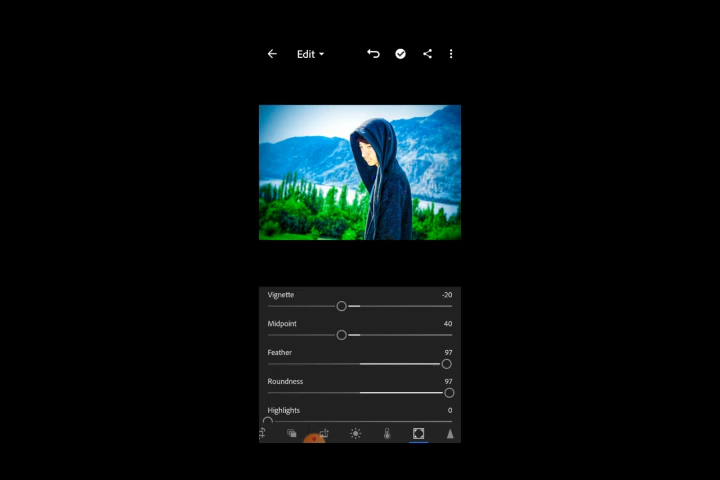 Edit
Vignette -20
Midpoint 40
Feather 97
Roundness 97
Highlights 0